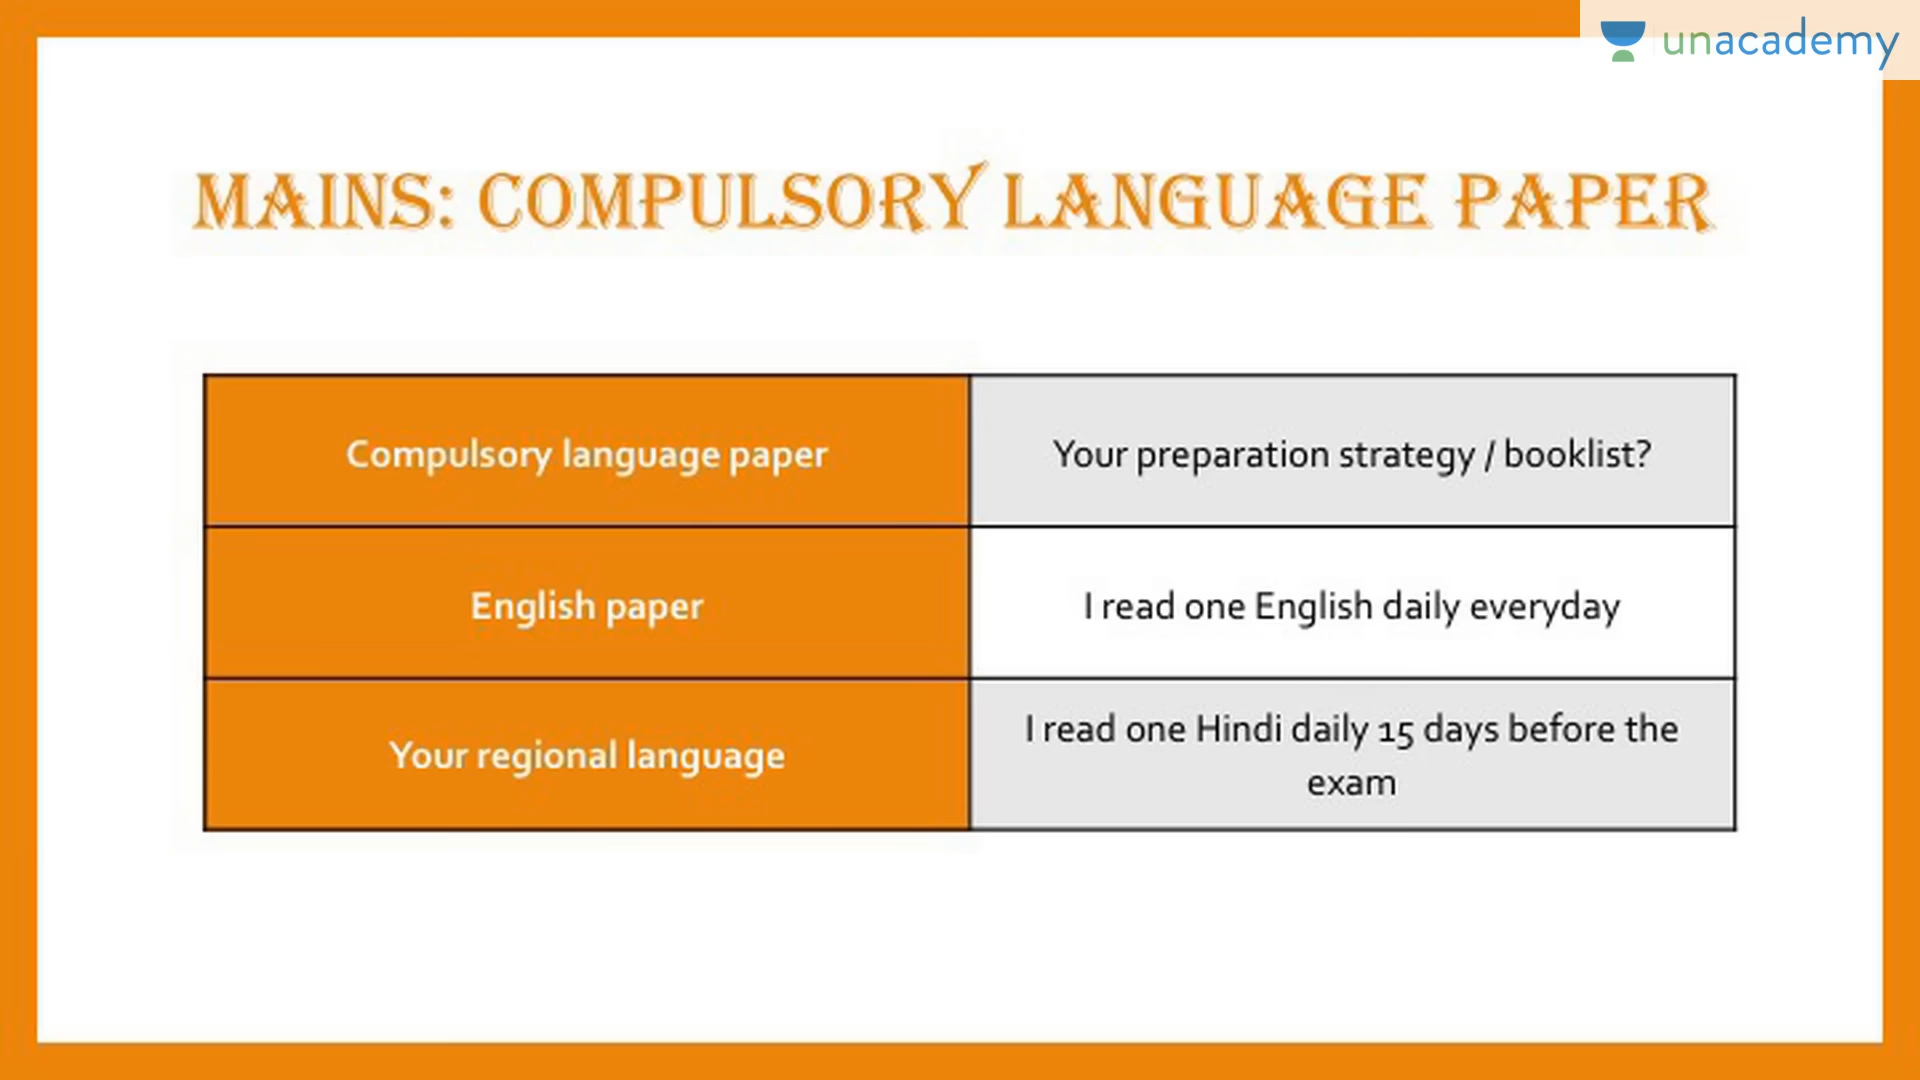 unacademy
MAINS: COMPULSORY LANGUAGE PAPER
Compulsory language paper
Your preparation strategy / booklist?
English paper
I read one English daily everyday
Your regional language
I read one Hindi daily 15 days before the
exam